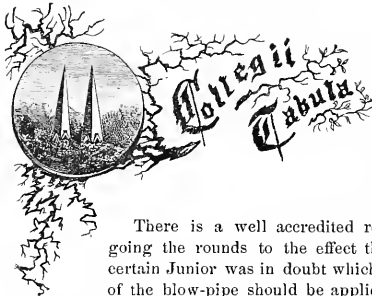 Collegii
Tabula.
There is a well accredited
going the rounds to the effect
certain Junior was in doubt
of the blow-pipe should be